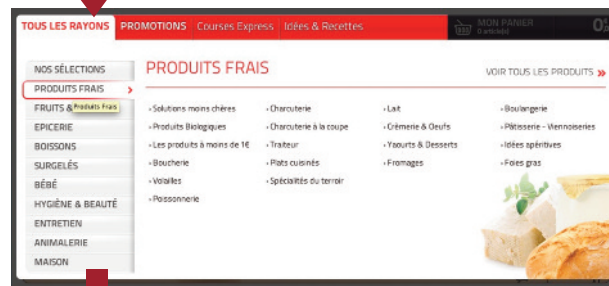 TOUS LES RAYONS PROMOTIONS Courses Express Idées & Recettes MON PANIER
0 article(s)
NOS SÉLECTIONS
PRODUITS FRAIS
FRUITS &
Produits Frais
EPICERIE
BOISSONS
SURGELÉS
BÉBÉ
HYGIÈNE & BEAUTÉ
ENTRETIEN
ANIMALERIE
MAISON
PRODUITS FRAIS
VOIR TOUS LES PRODUITS »
Solutions moins chères
Produits Biologiques
Les produits à moins de 1€
Boucherie
Volailles
Poissonnerie
Charcuterie
Charcuterie à la coupe
Traiteur
Plats cuisinés
Spécialités du terroir
Lait
Crèmerie & Oeufs
Yaourts & Desserts
Fromages
Boulangerie
Pâtisserie - Viennoiseries
Idées apéritives
Foies gras